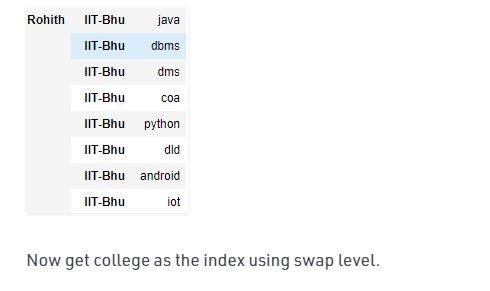 Rohith IIT-Bhu java
IIT-Bhu dbms
IIT-Bhu dms
IIT-Bhu coa
IIT-Bhu python
IIT-Bhu dld
IIT-Bhu android
IIT-Bhu iot
Now get college as the index using swap level.